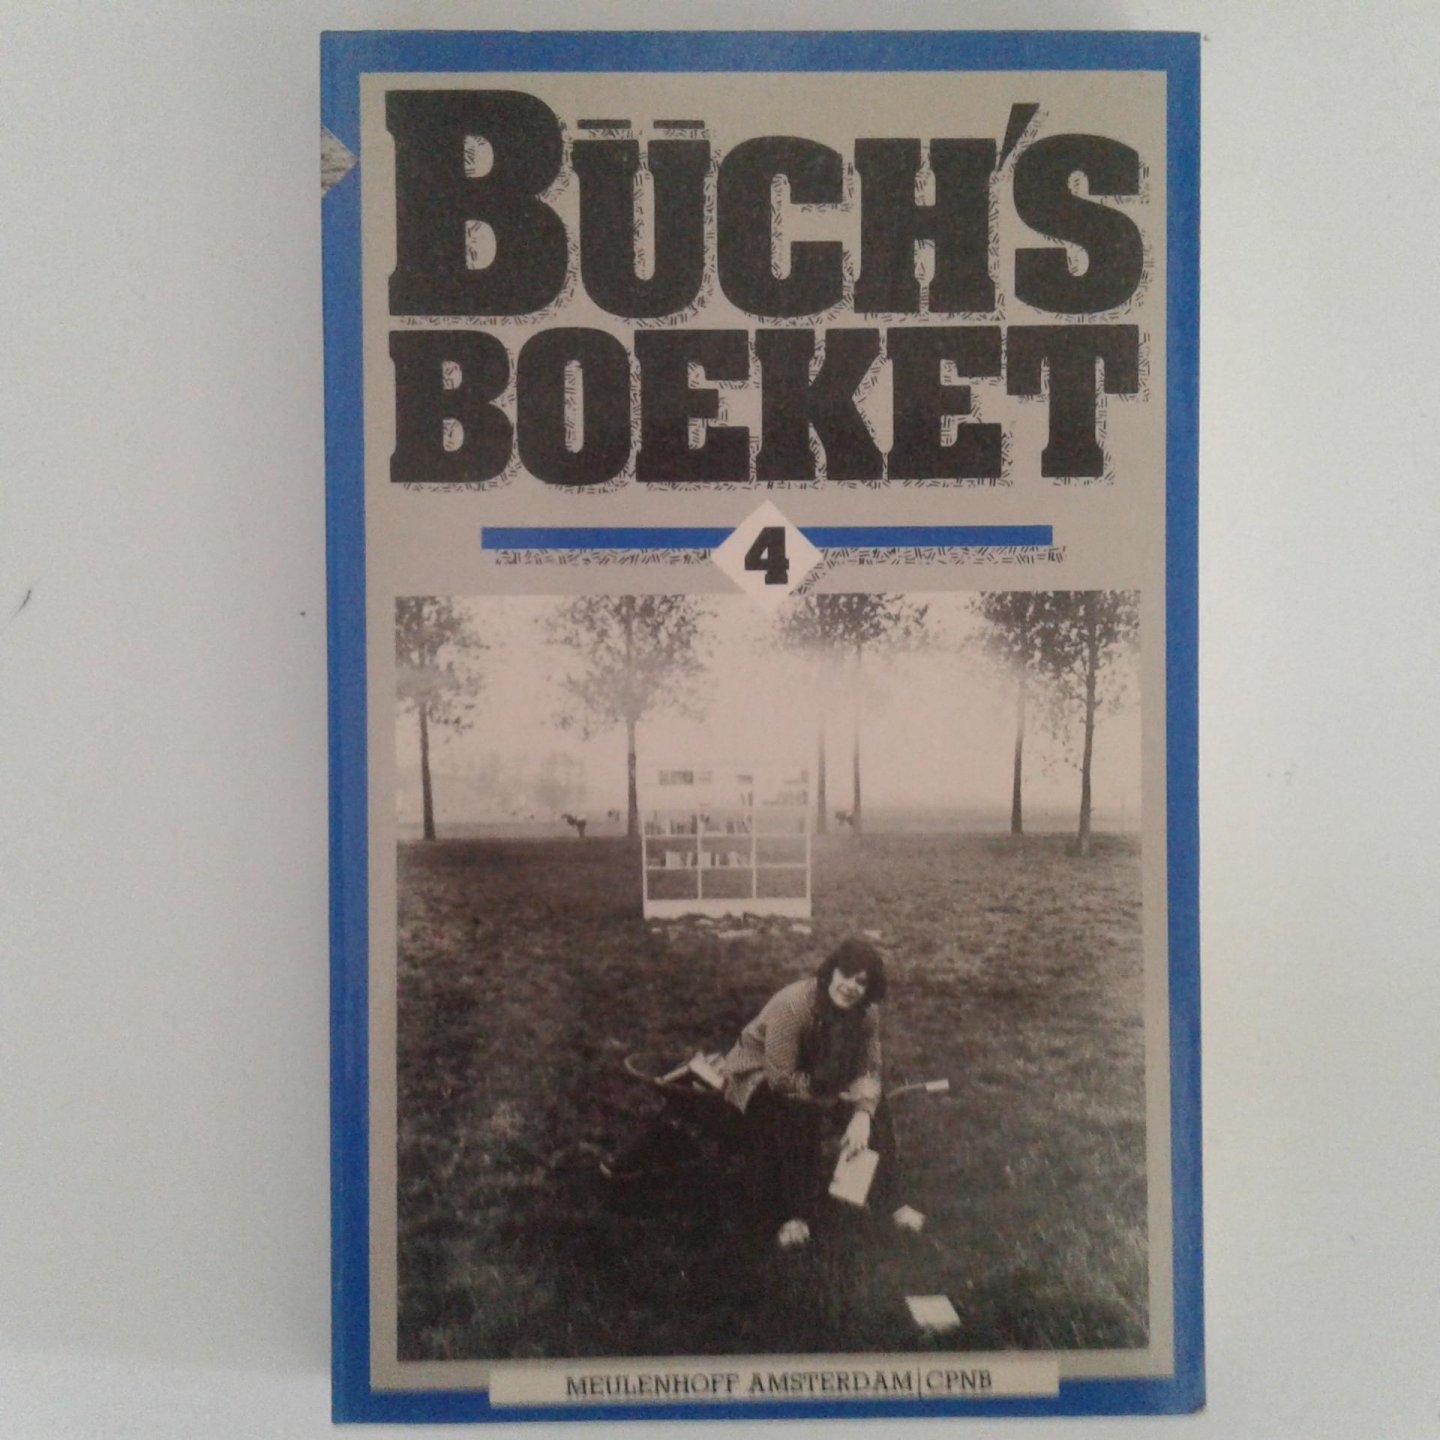 BÜCH'S
BOEKET
4
MEULENHOFF AMSTERDAM|CPNB